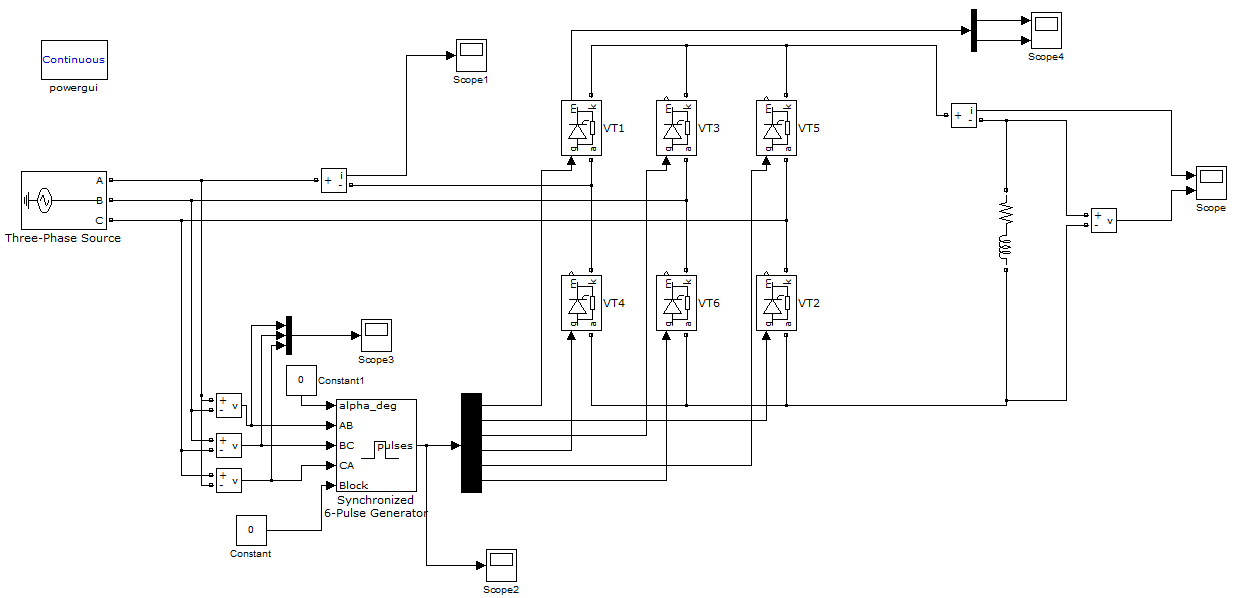 Continuous
powergui
Scope1
Scope4
m k
g a
VT1
m k
g a
VT3
m k
g a
VT5
+ i
-
Scope
A
B
C
Three-Phase Source
+ i
-
+ v
-
m k
g a
VT4
m k
g a
VT6
m k
g a
VT2
Scope3
0
Constant1
+ v
-
+ v
-
+ v
-
alpha_deg
AB
BC
CA
Block
pulses
Synchronized
6-Pulse Generator
0
Constant
Scope2